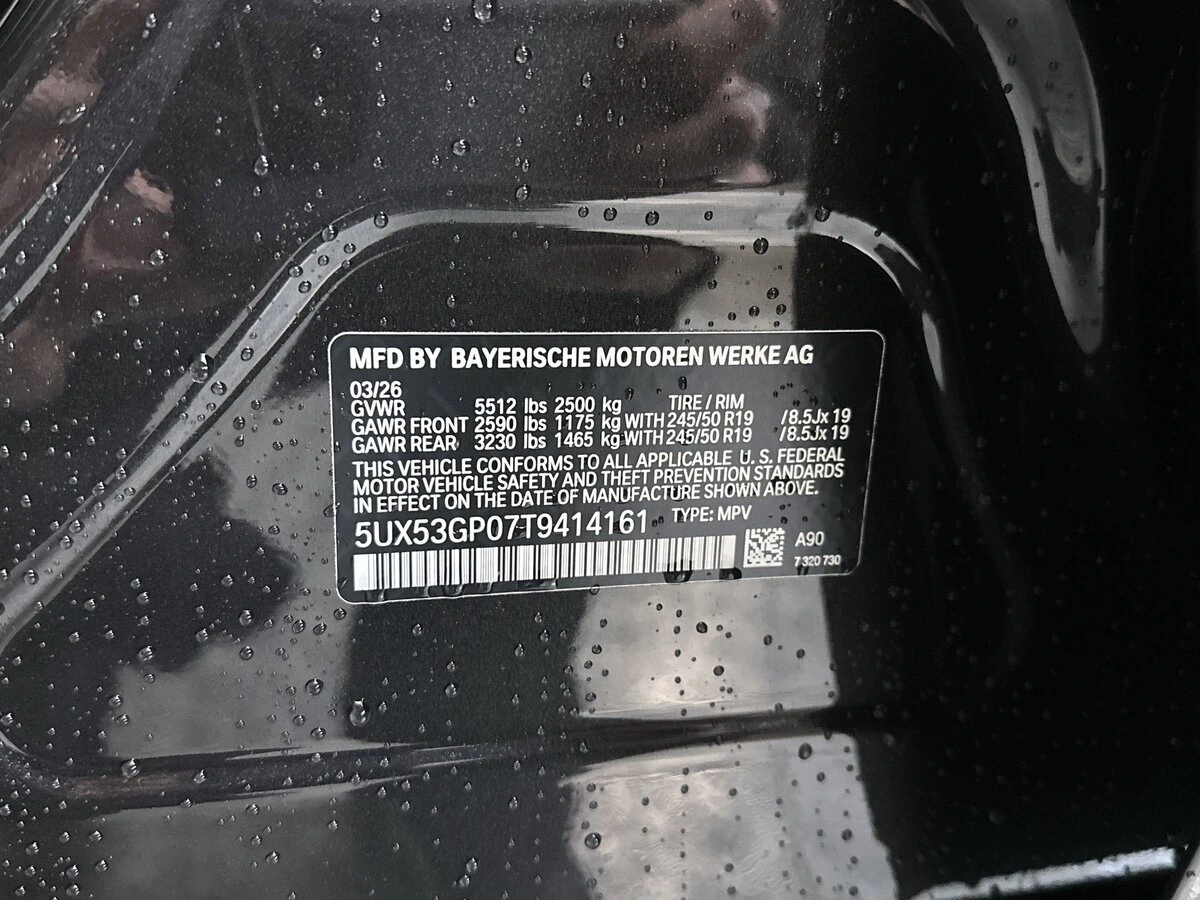 MFD BY BAYERISCHE MOTOREN WERKE AG
03/26
GVWR 5512 lbs 2500 kg TIRE / RIM
GAWR FRONT 2590 lbs 1175 kg WITH 245/50 R19 /8.5Jx 19
GAWR REAR 3230 lbs 1465 kg WITH 245/50 R19 /8.5Jx 19
THIS VEHICLE CONFORMS TO ALL APPLICABLE U. S. FEDERAL
MOTOR VEHICLE SAFETY AND THEFT PREVENTION STANDARDS
IN EFFECT ON THE DATE OF MANUFACTURE SHOWN ABOVE.
5UX53GP07T9414161 TYPE: MPV
A90
7 320 730